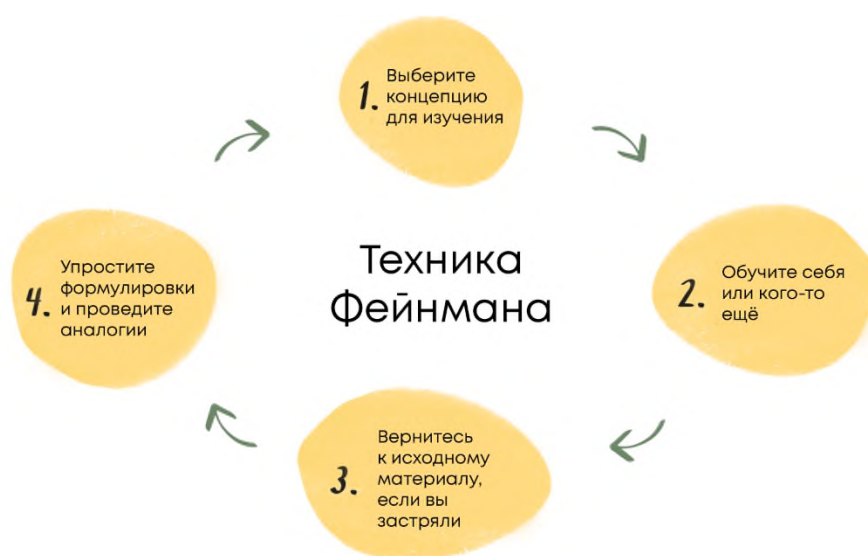 1. Выберите
концепцию
для изучения
Техника
Фейнмана
2. Обучите себя
или кого-то
ещё
3. Вернитесь
к исходному
материалу,
если вы
застряли
4. Упростите
формулировки
и проведите
аналогии